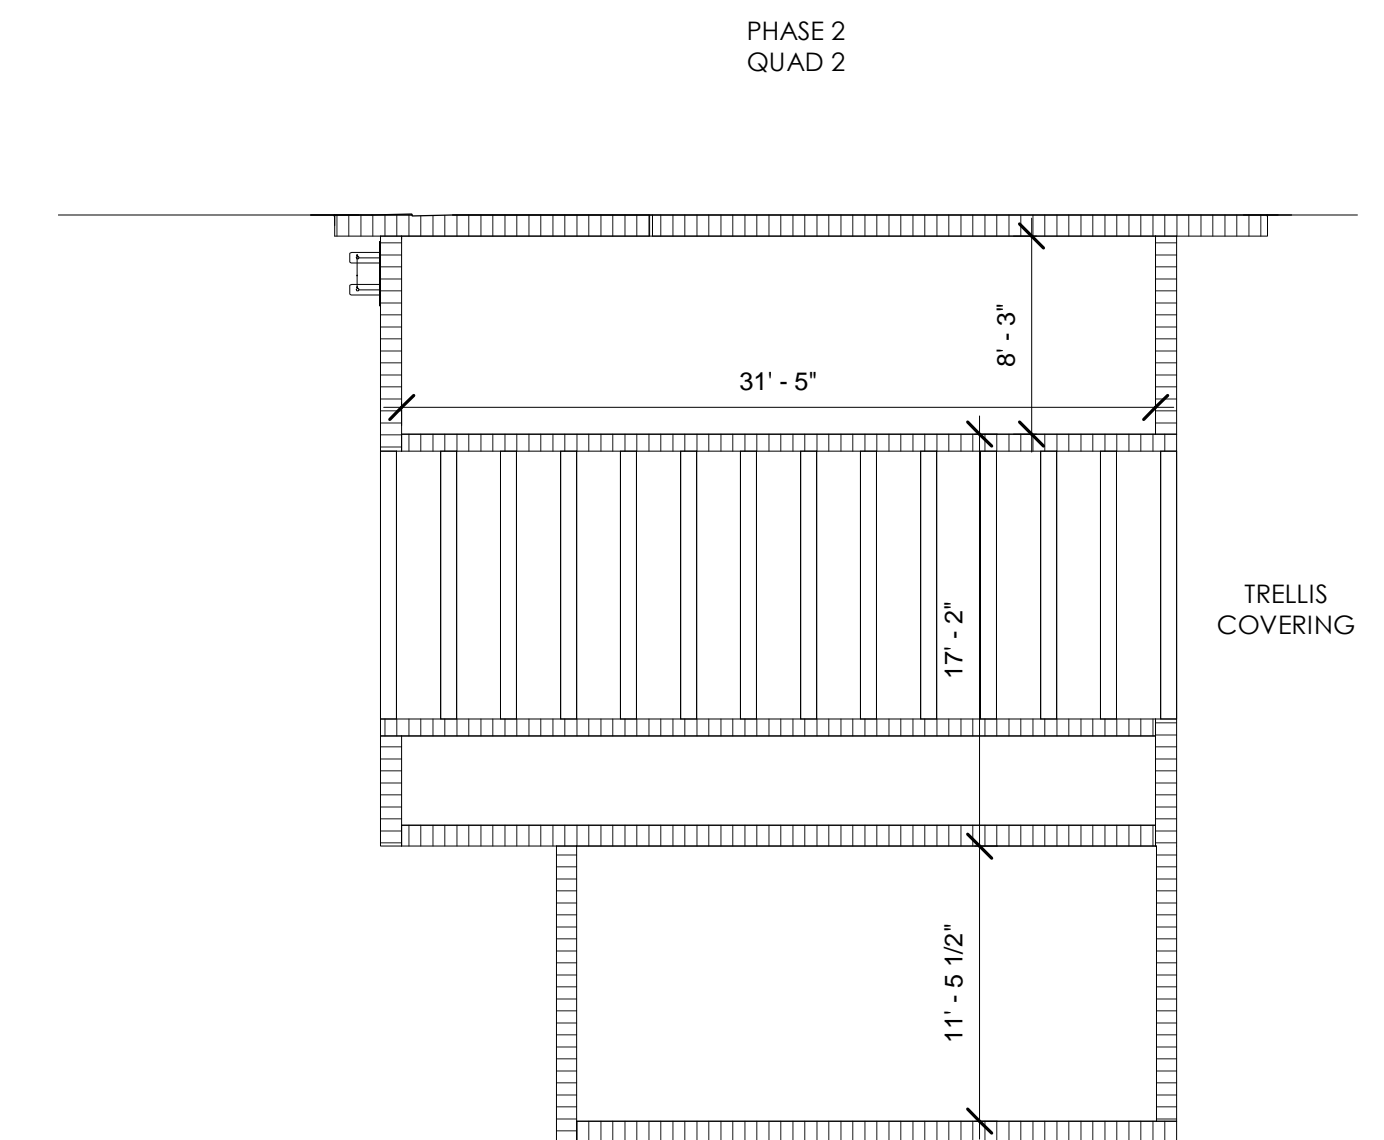 PHASE 2
QUAD 2
8' - 3"
31' - 5"
17' - 2"
TRELLIS
COVERING
11' - 5 1/2"